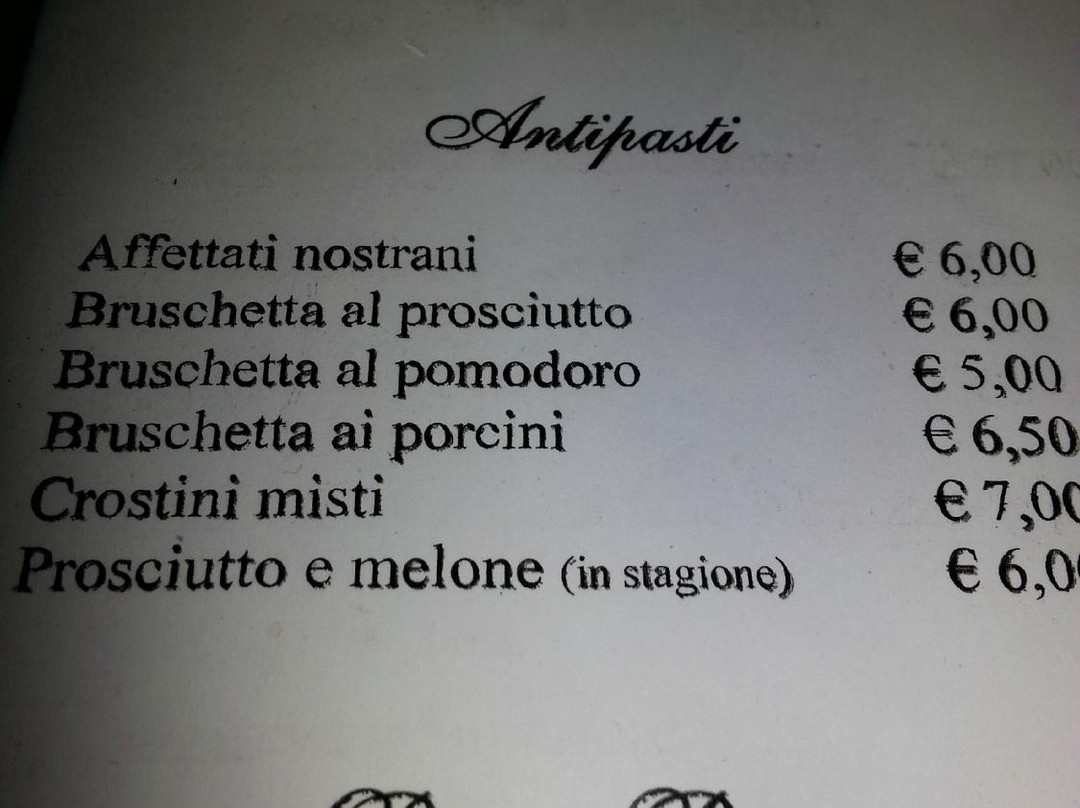 Antipasti
Affettati nostrani € 6,00
Bruschetta al prosciutto € 6,00
Bruschetta al pomodoro € 5,00
Bruschetta ai porcini € 6,50
Crostini misti € 7,00
Prosciutto e melone (in stagione) € 6,0